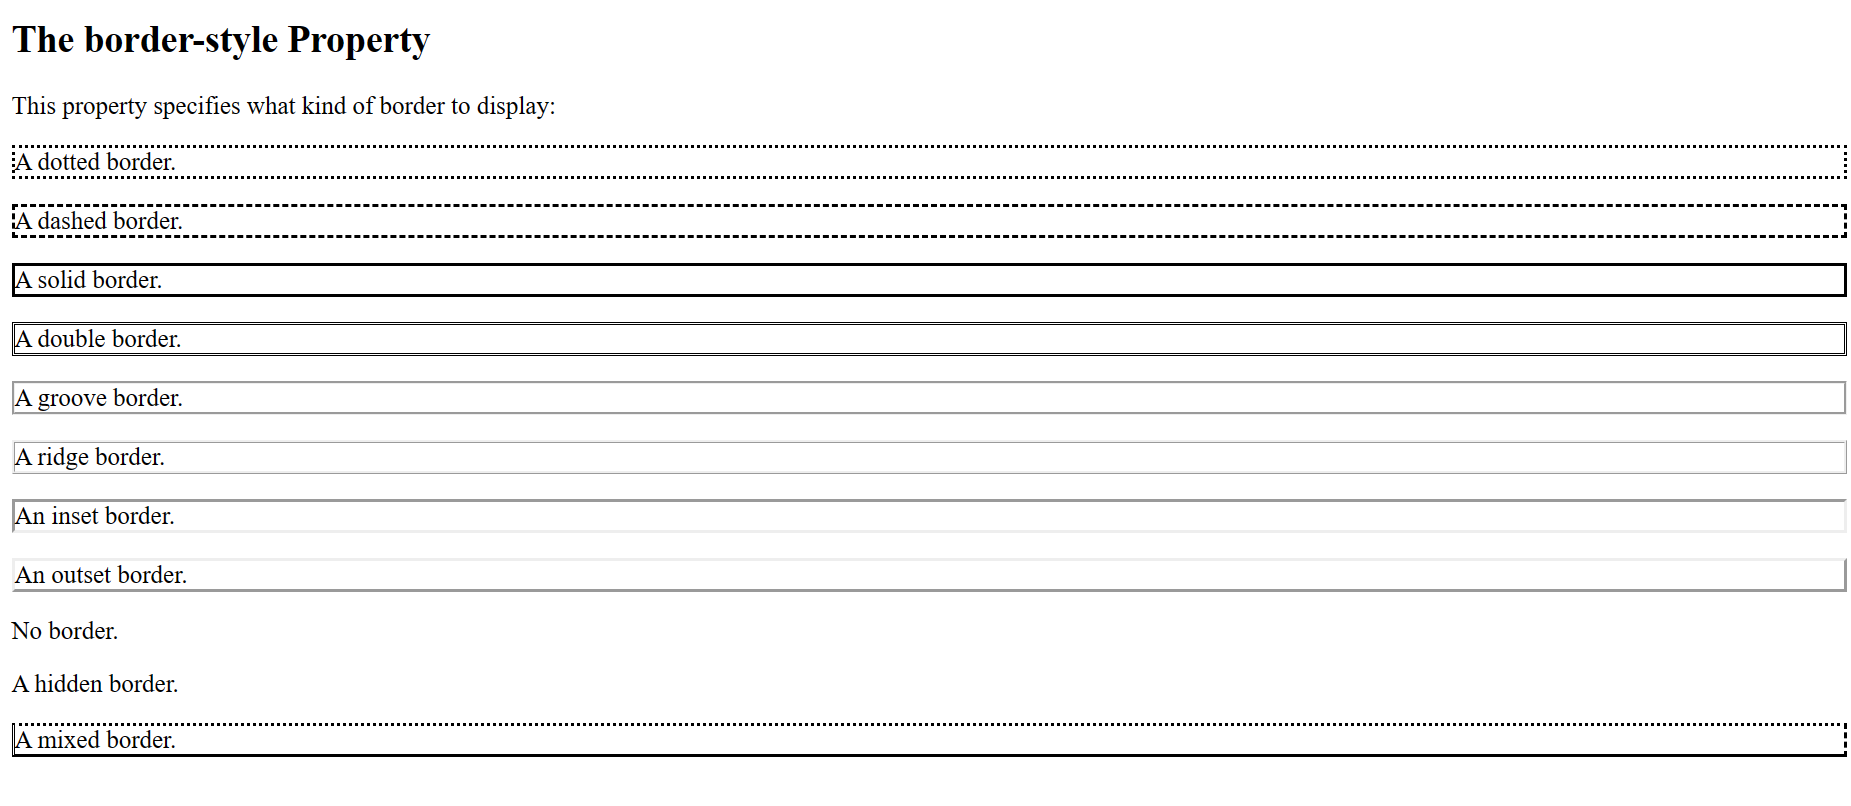 The border-style Property
This property specifies what kind of border to display:
A dotted border.
A dashed border.
A solid border.
A double border.
A groove border.
A ridge border.
An inset border.
An outset border.
No border.
A hidden border.
A mixed border.